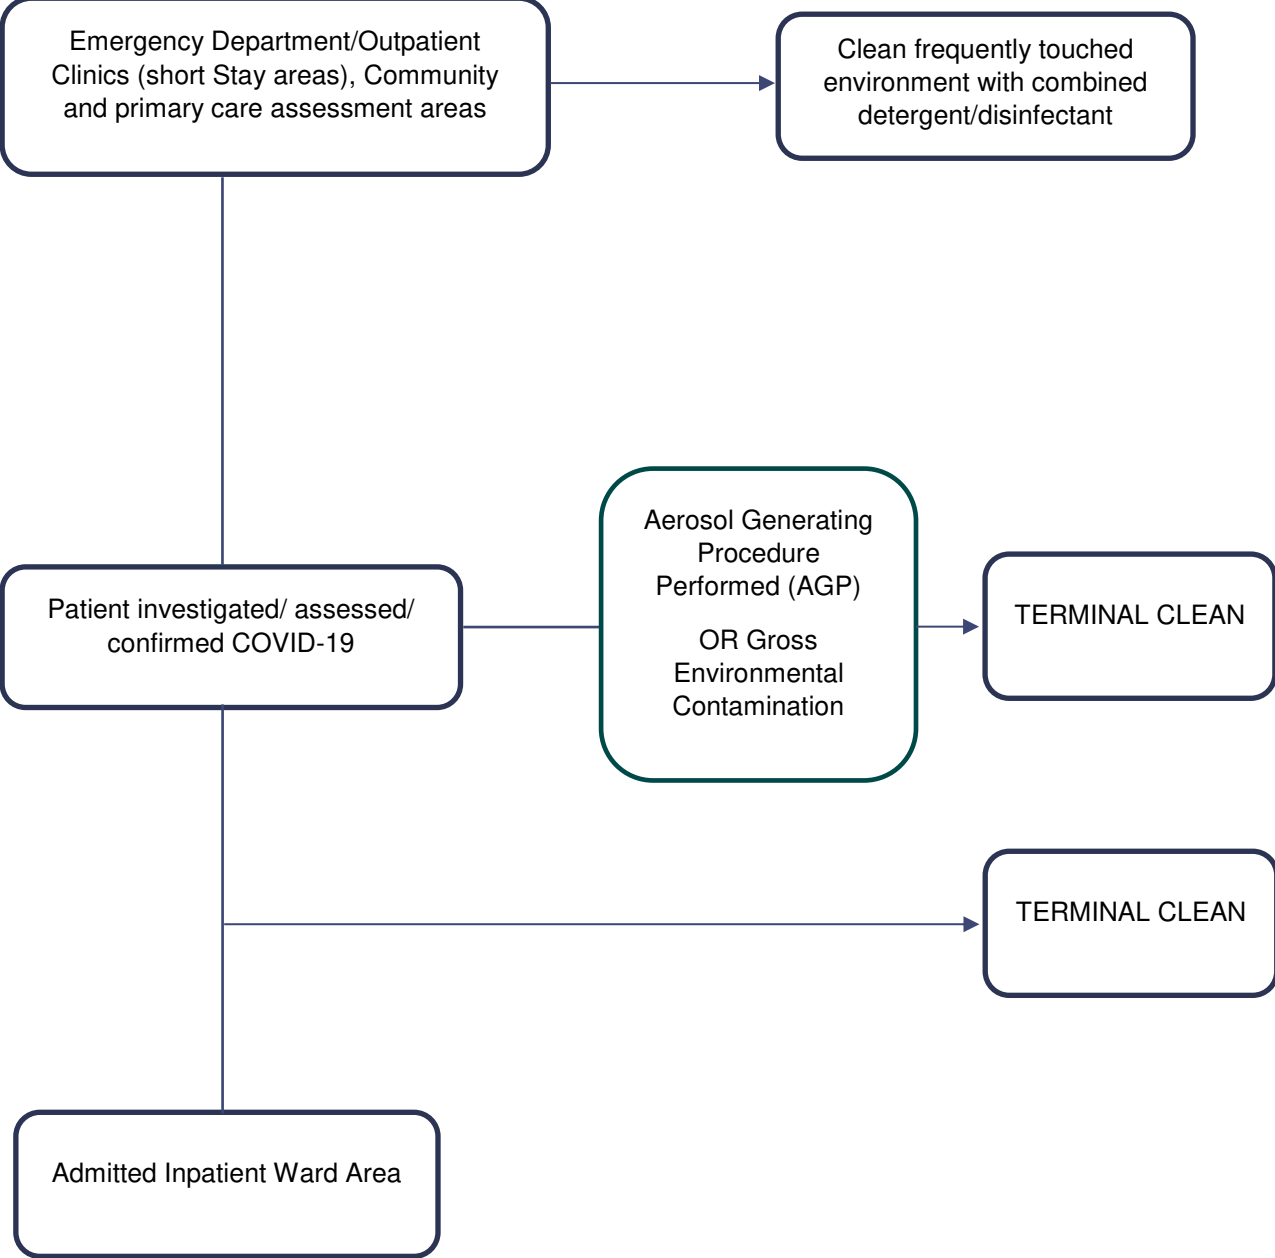 Emergency Department/Outpatient
Clinics (short Stay areas), Community
and primary care assessment areas
Clean frequently touched
environment with combined
detergent/disinfectant
Patient investigated/ assessed/
confirmed COVID-19
Aerosol Generating
Procedure
Performed (AGP)
OR Gross
Environmental
Contamination
TERMINAL CLEAN
TERMINAL CLEAN
Admitted Inpatient Ward Area